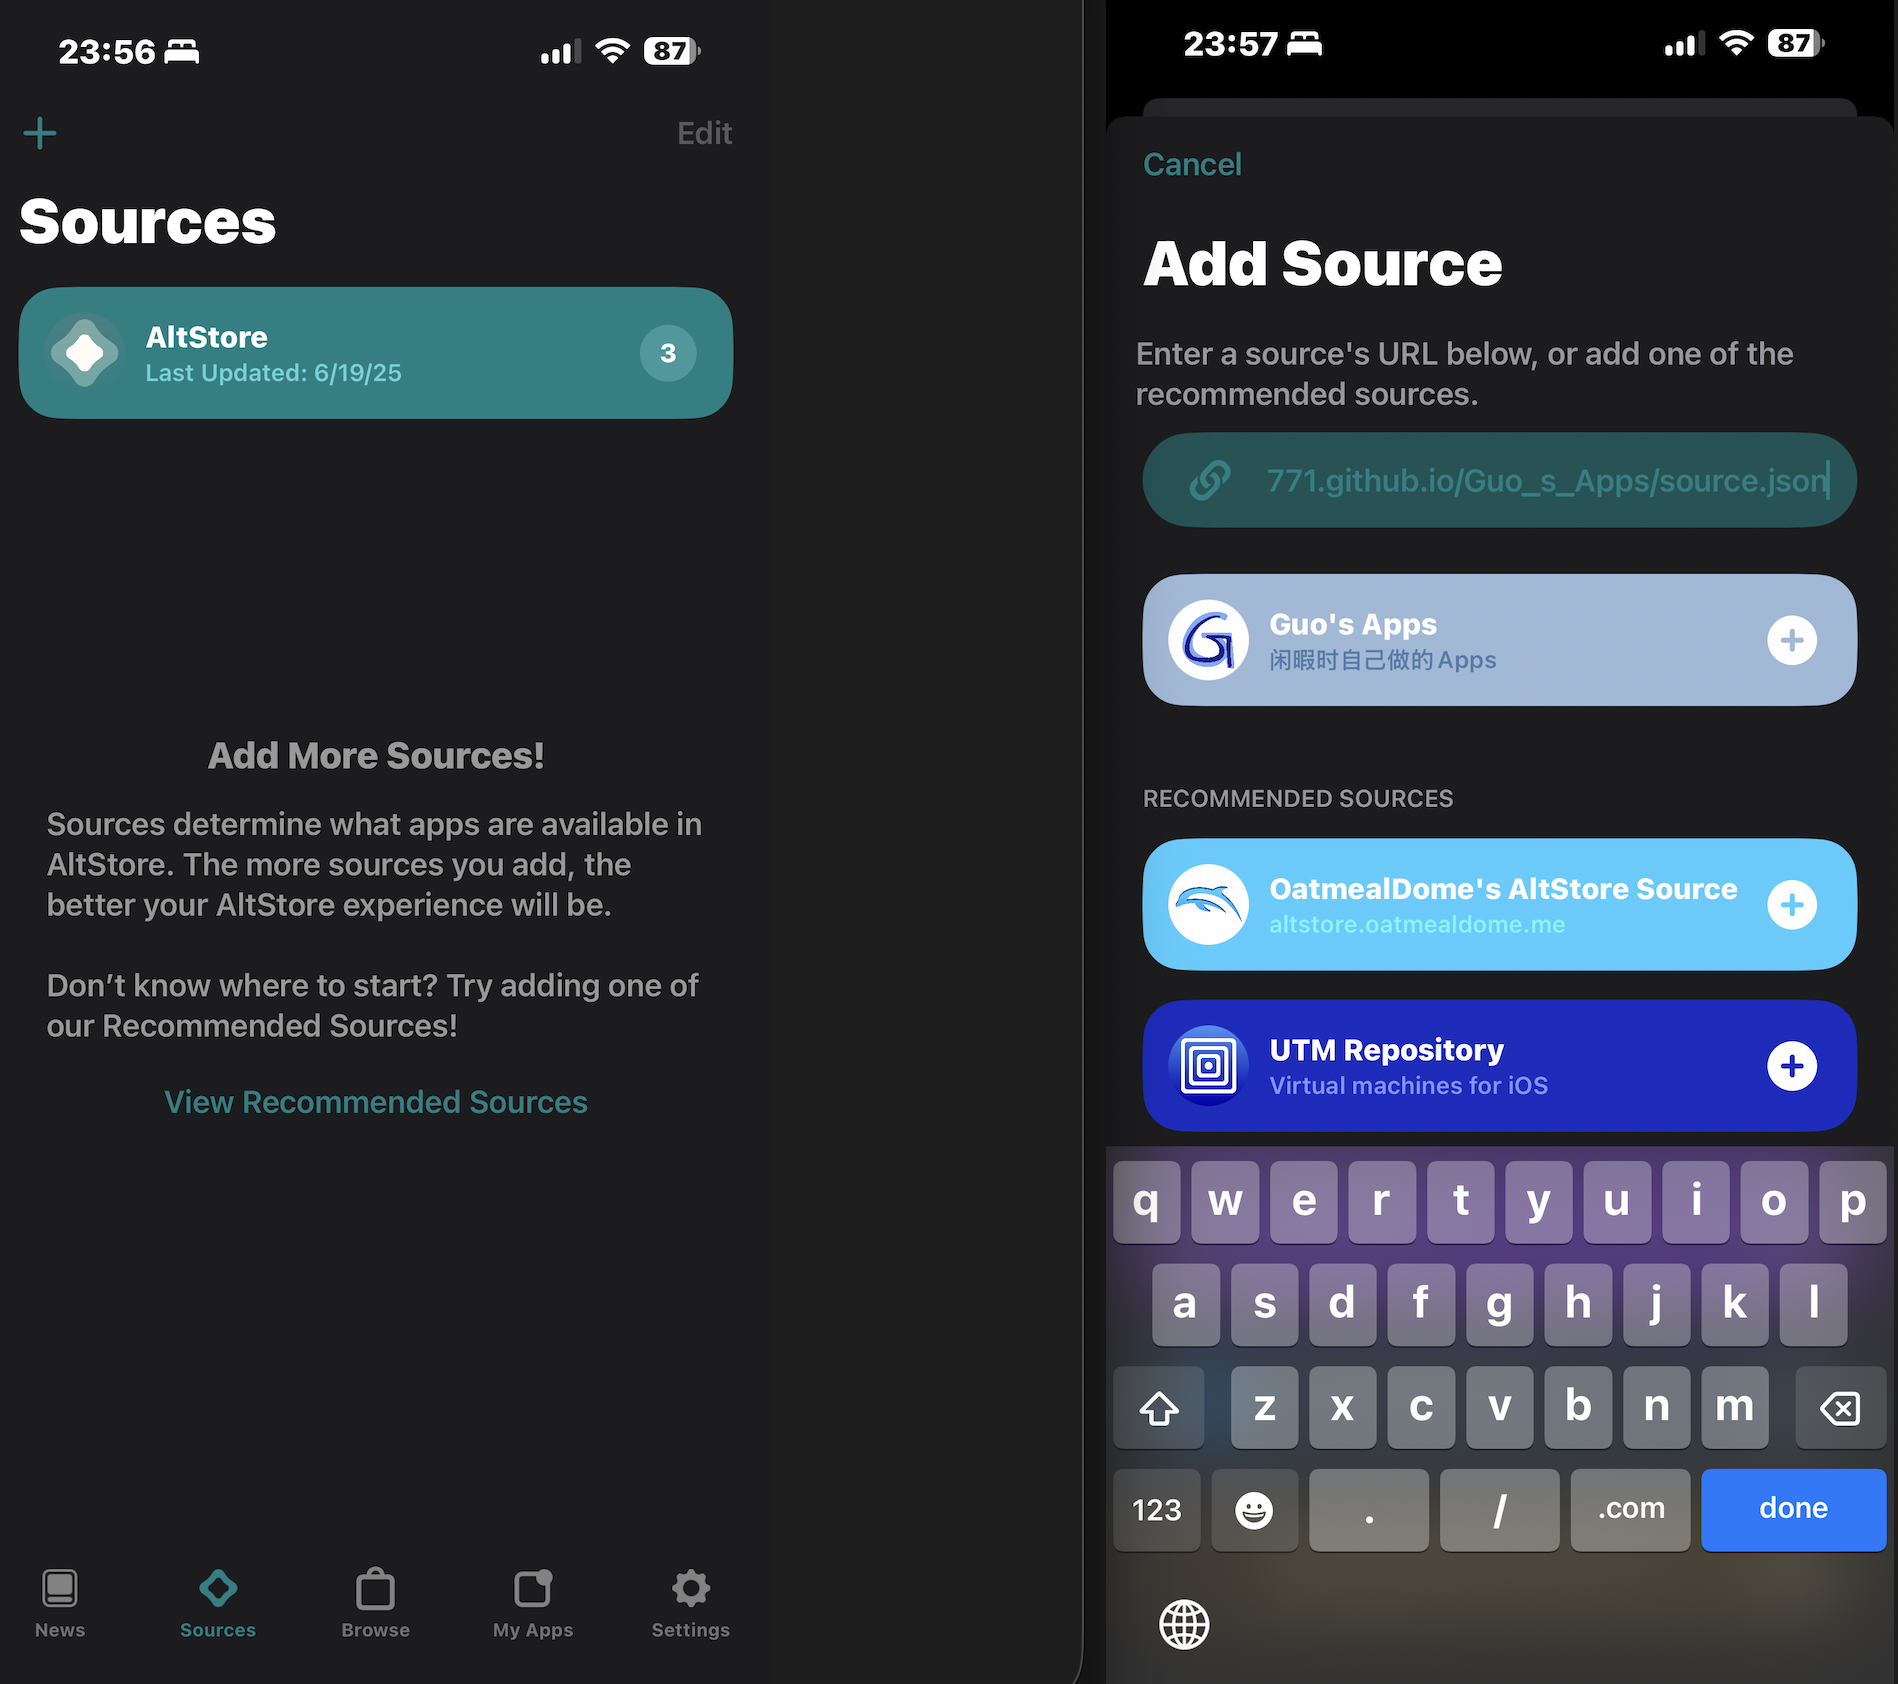 23:56
87
Edit
Sources
AltStore
Last Updated: 6/19/25
3
Add More Sources!
Sources determine what apps are available in
AltStore. The more sources you add, the
better your AltStore experience will be.
Don’t know where to start? Try adding one of
our Recommended Sources!
View Recommended Sources
News
Sources
Browse
My Apps
Settings
23:57
87
Cancel
Add Source
Enter a source's URL below, or add one of the
recommended sources.
771.github.io/Guo_s_Apps/source.json
Guo's Apps
闲暇时自己做的Apps
RECOMMENDED SOURCES
OatmealDome's AltStore Source
altstore.oatmealdome.me
UTM Repository
Virtual machines for iOS
q w e r t y u i o p
a s d f g h j k l
z x c v b n m
123 . / .com done